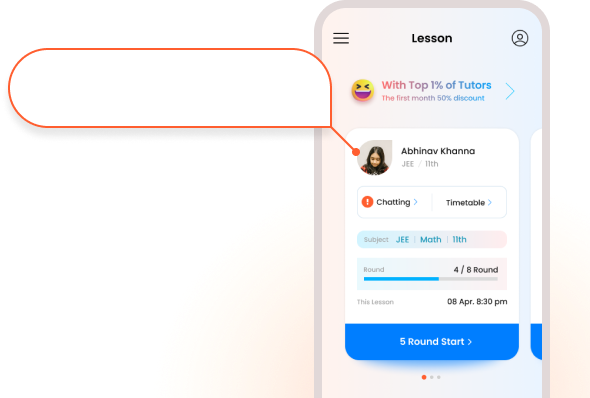 Lesson
With Top 1% of Tutors
The first month 50% discount
Abhinav Khanna
JEE / 11th
! Chatting > Timetable >
Subject JEE | Math | 11th
Round 4 / 8 Round
This Lesson 08 Apr. 8:30 pm
5 Round Start >